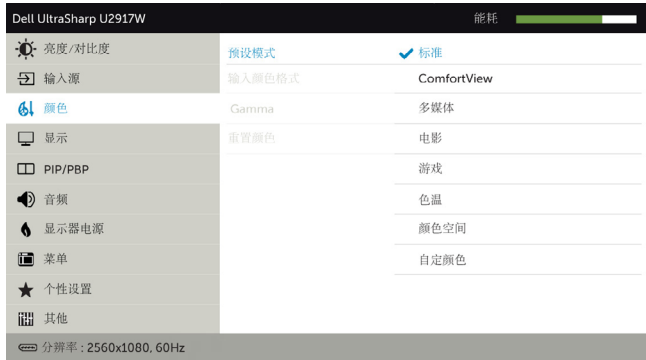 Dell UltraSharp U2917W 能耗
亮度/对比度 预设模式 标准
输入源 输入颜色格式 ComfortView
颜色 Gamma 多媒体
显示 重置颜色 电影
PIP/PBP 游戏
音频 色温
显示器电源 颜色空间
菜单 自定颜色
个性设置
其他
分辨率 : 2560x1080, 60Hz